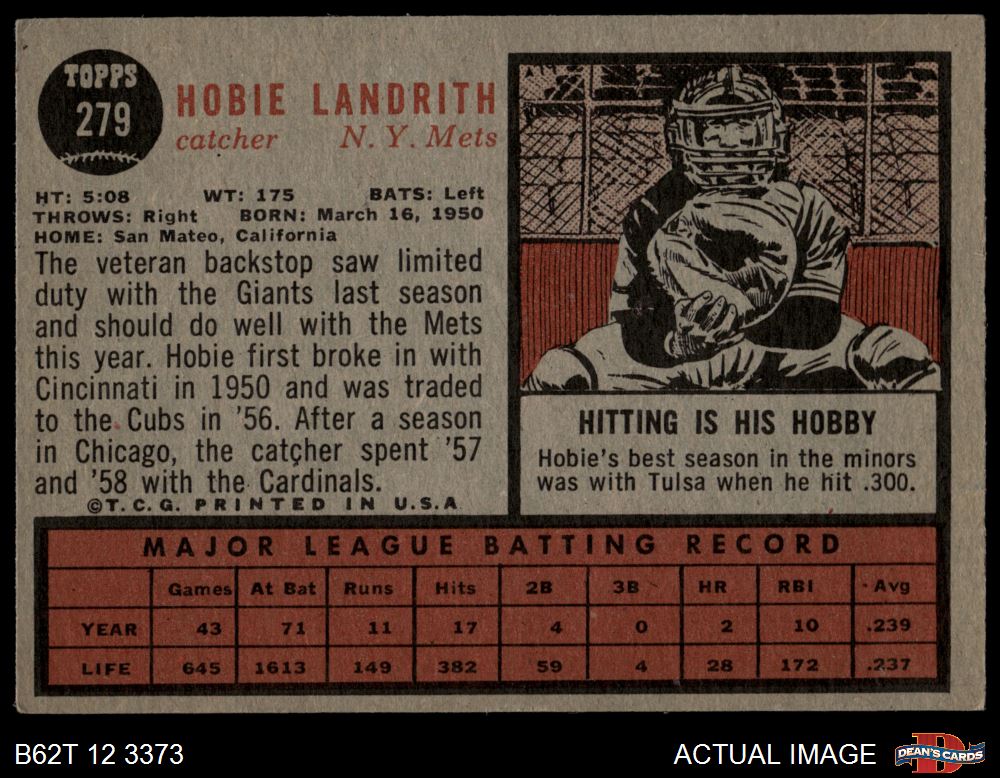 TOPPS
279
HOBIE LANDRITH
catcher N. Y. Mets
HT: 5:08 WT: 175 BATS: Left
THROWS: Right BORN: March 16, 1950
HOME: San Mateo, California
The veteran backstop saw limited
duty with the Giants last season
and should do well with the Mets
this year. Hobie first broke in with
Cincinnati in 1950 and was traded
to the Cubs in '56. After a season
in Chicago, the catcher spent '57
and '58 with the Cardinals.
©T.C.G. PRINTED IN U.S.A
HITTING IS HIS HOBBY
Hobie's best season in the minors
was with Tulsa when he hit .300.
MAJOR LEAGUE BATTING RECORD
Games At Bat Runs Hits 2B 3B HR RBI Avg
YEAR 43 71 11 17 4 0 2 10 .239
LIFE 645 1613 149 382 59 4 28 172 .237
B62T 12 3373
ACTUAL IMAGE
DEAN'S CARDS